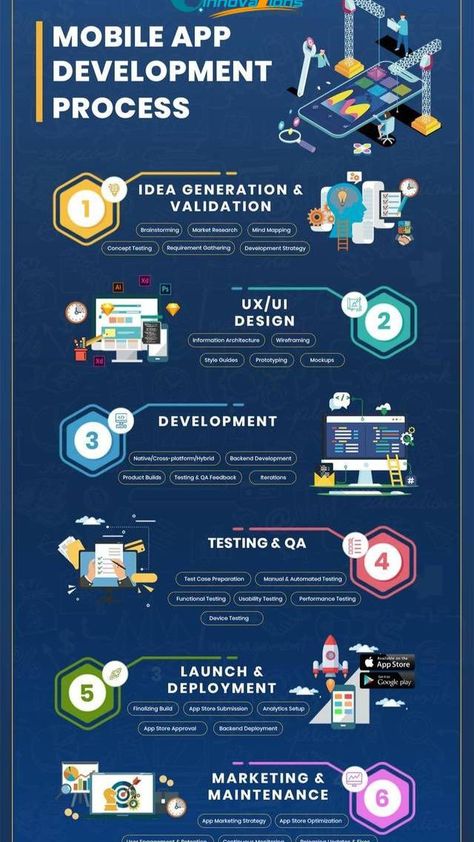 innovations
MOBILE APP
DEVELOPMENT
PROCESS
1
IDEA GENERATION &
VALIDATION
Brainstorming
Market Research
Mind Mapping
Concept Testing
Requirement Gathering
Development Strategy
Ai
Xd
Ps
Xd
UX/UI
DESIGN
2
Information Architecture
Wireframing
Style Guides
Prototyping
Mockups
3
DEVELOPMENT
Native/Cross-platform/Hybrid
Backend Development
Product Builds
Testing & QA Feedback
Iterations
</>
TESTING & QA
4
Test Case Preparation
Manual & Automated Testing
Functional Testing
Usability Testing
Performance Testing
Device Testing
5
LAUNCH &
DEPLOYMENT
Finalizing Build
App Store Submission
Analytics Setup
App Store Approval
Backend Deployment
Available on the
App Store
Get it on
Google play
MARKETING &
MAINTENANCE
6
App Marketing Strategy
App Store Optimization